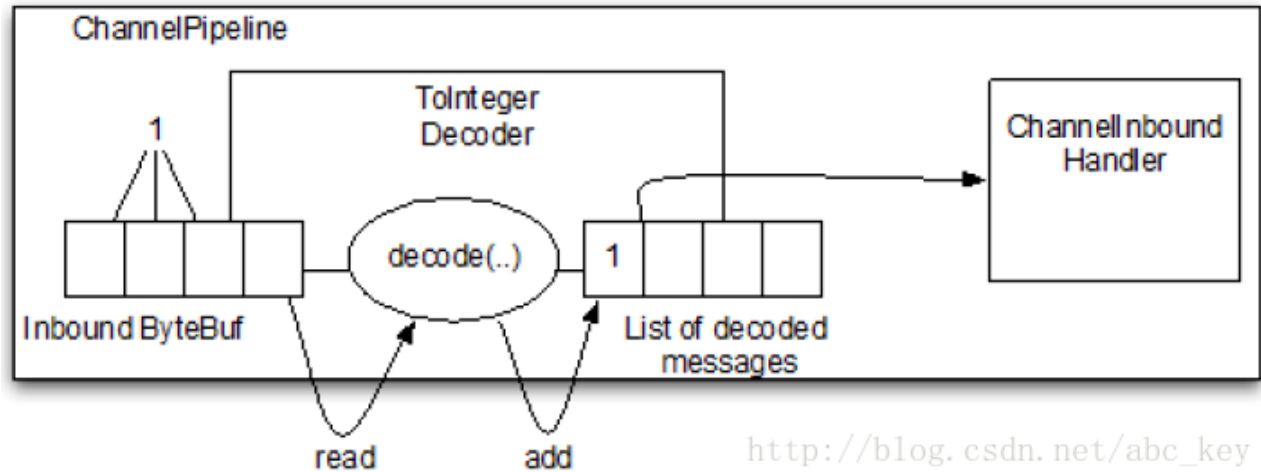 ChannelPipeline
ToInteger
Decoder
1
ChannelInbound
Handler
decode(..)
1
Inbound ByteBuf
List of decoded
messages
read
add
http://blog.csdn.net/abc_key